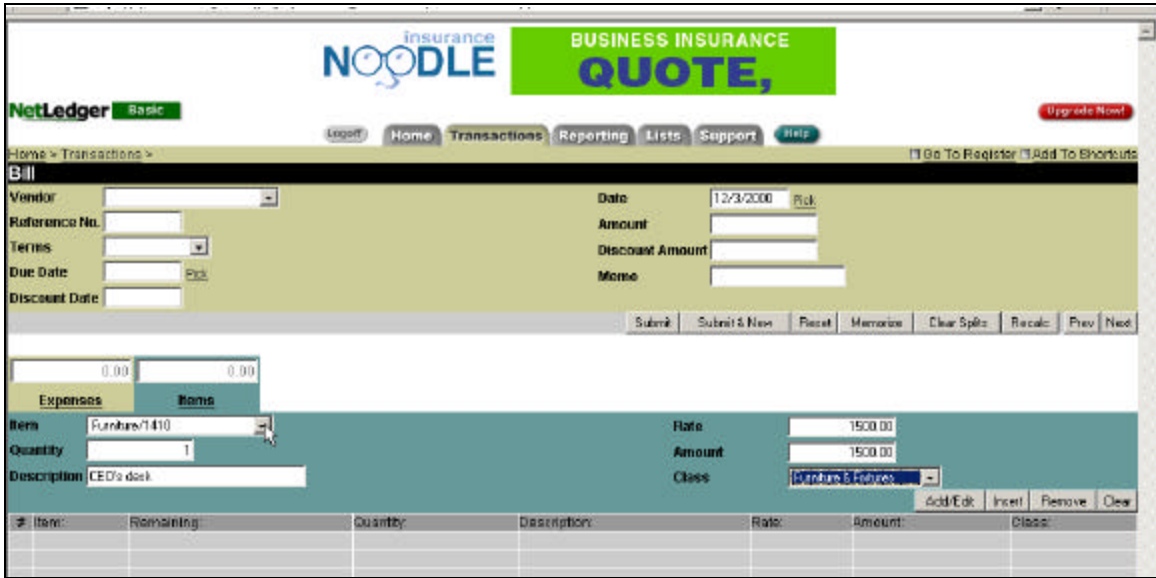 insurance
NOODLE
BUSINESS INSURANCE
QUOTE,
NetLedger Basic
Upgrade Now!
Logoff Home Transactions Reporting Lists Support Help
Home > Transactions >
Go To Register Add To Shortcuts
Bill
Vendor
Date 12/3/2000 Pick
Reference No.
Amount
Terms
Discount Amount
Due Date Pick
Memo
Discount Date
Submit Submit & New Reset Memorize Clear Splits Recalc Prev Next
0.00 0.00
Expenses Items
Item Furniture/1410
Rate 1500.00
Quantity 1
Amount 1500.00
Description CEO's desk
Class Furniture & Fixtures
Add/Edit Insert Remove Clear
# Item: Remaining: Quantity: Description: Rate: Amount: Class: